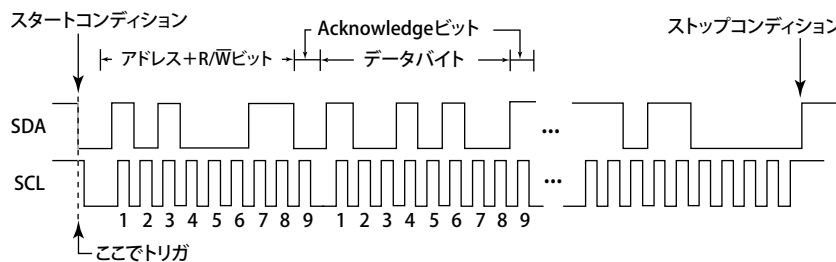 スタートコンディション
Acknowledgeビット
ストップコンディション
アドレス+R/W̅ビット
データバイト
SDA
...
SCL
...
1 2 3 4 5 6 7 8 9 1 2 3 4 5 6 7 8 9
ここでトリガ